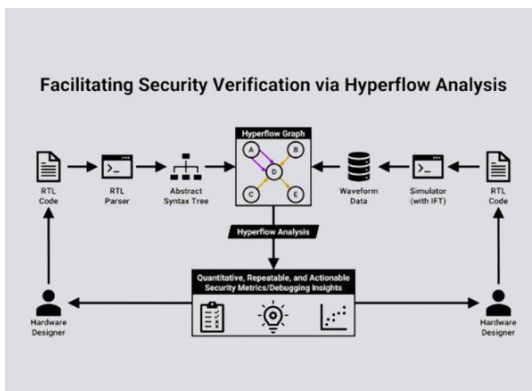 Facilitating Security Verification via Hyperflow Analysis
Hyperflow Graph
A
B
D
C
E
RTL
Code
RTL
Parser
Abstract
Syntax Tree
Waveform
Data
Simulator
(with IFT)
RTL
Code
Hyperflow Analysis
Quantitative, Repeatable, and Actionable
Security Metrics/Debugging Insights
Hardware
Designer
Hardware
Designer